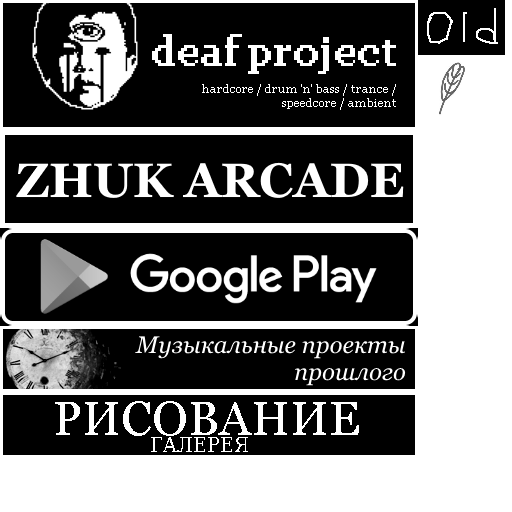 deaf project
hardcore / drum 'n' bass / trance /
speedcore / ambient
old
ZHUK ARCADE
Google Play
Музыкальные проекты
прошлого
РИСОВАНИЕ
ГАЛЕРЕЯ